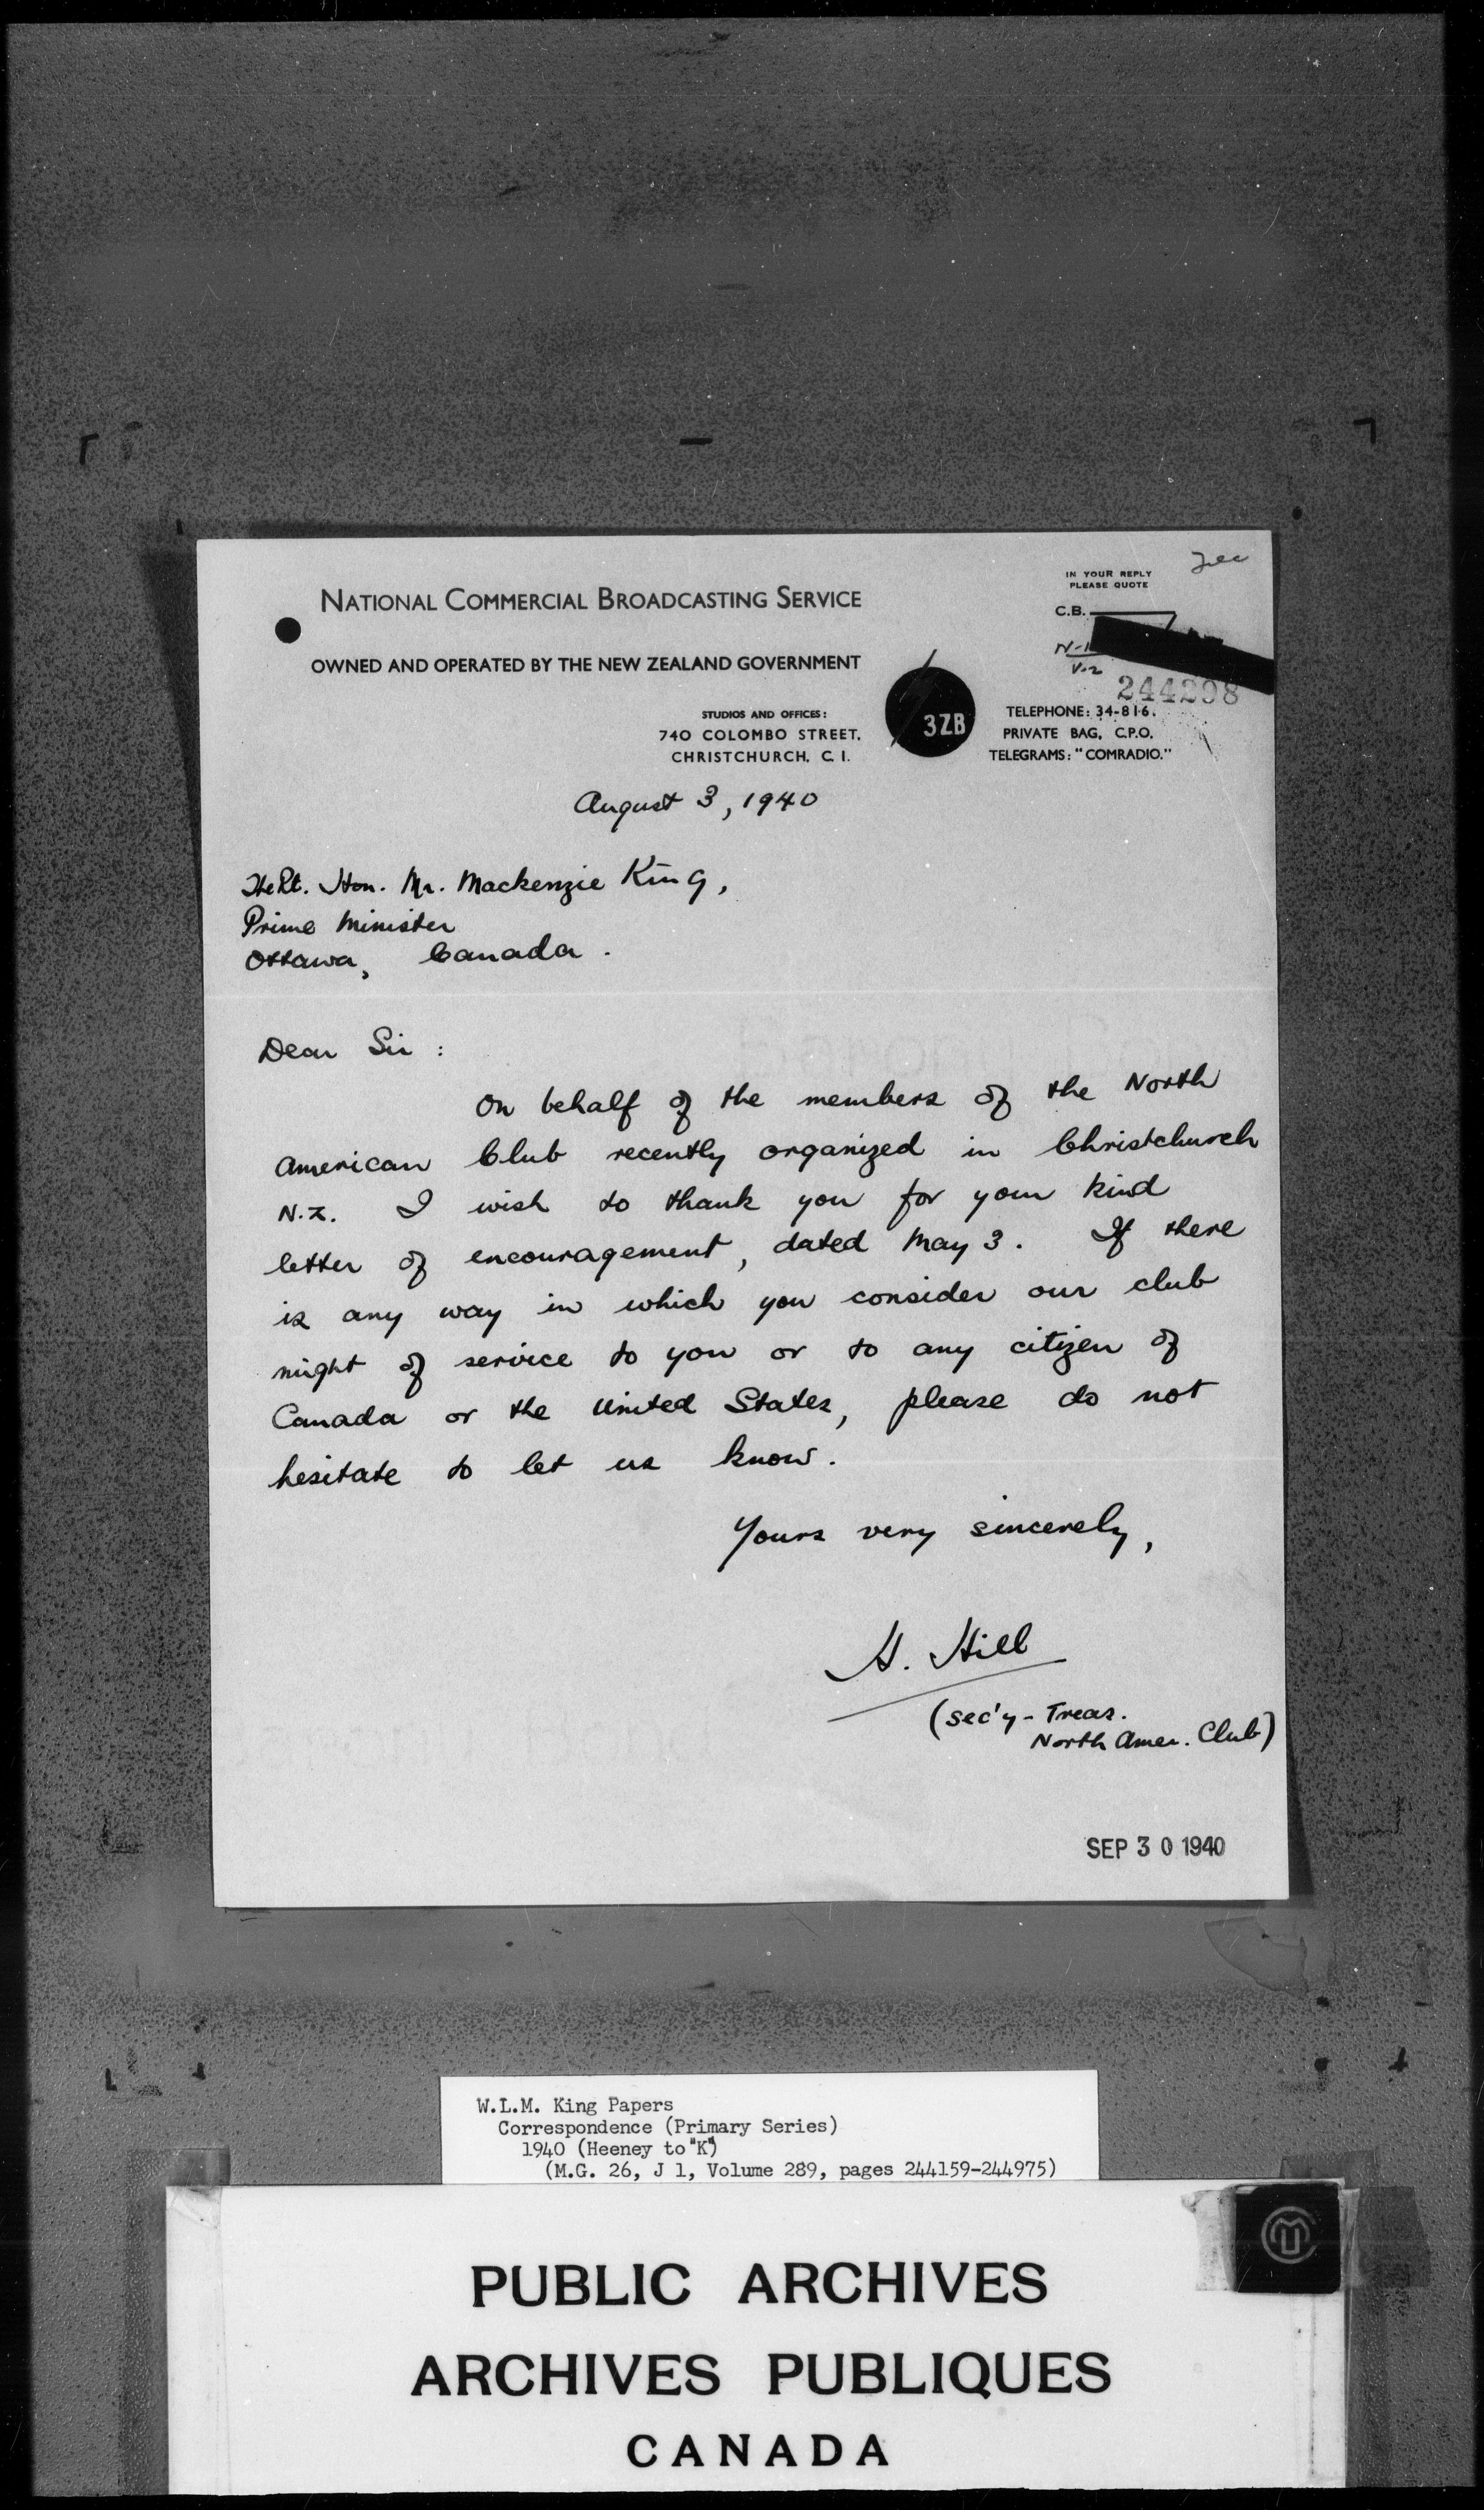 NATIONAL COMMERCIAL BROADCASTING SERVICE
OWNED AND OPERATED BY THE NEW ZEALAND GOVERNMENT
IN YOUR REPLY
PLEASE QUOTE
C.B.
V-2
244298
STUDIOS AND OFFICES:
740 COLOMBO STREET,
CHRISTCHURCH, C.1.
3ZB
TELEPHONE: 34-816.
PRIVATE BAG, C.P.O.
TELEGRAMS: "COMRADIO."
August 3, 1940
The Rt. Hon. Mr. Mackenzie King,
Prime Minister
Ottawa, Canada.
Dear Sir:
On behalf of the members of the North
American Club recently organized in Christchurch
N.Z. I wish to thank you for your kind
letter of encouragement, dated May 3. If there
is any way in which you consider our club
might of service to you or to any citizen of
Canada or the United States, please do not
hesitate to let us know.
Yours very sincerely,
H. Hill
(Sec'y - Treas.
North Amer. Club)
SEP 30 1940
W.L.M. King Papers
Correspondence (Primary Series)
1940 (Heeney to "K")
(M.G. 26, J 1, Volume 289, pages 244159-244975)
PUBLIC ARCHIVES
ARCHIVES PUBLIQUES
CANADA